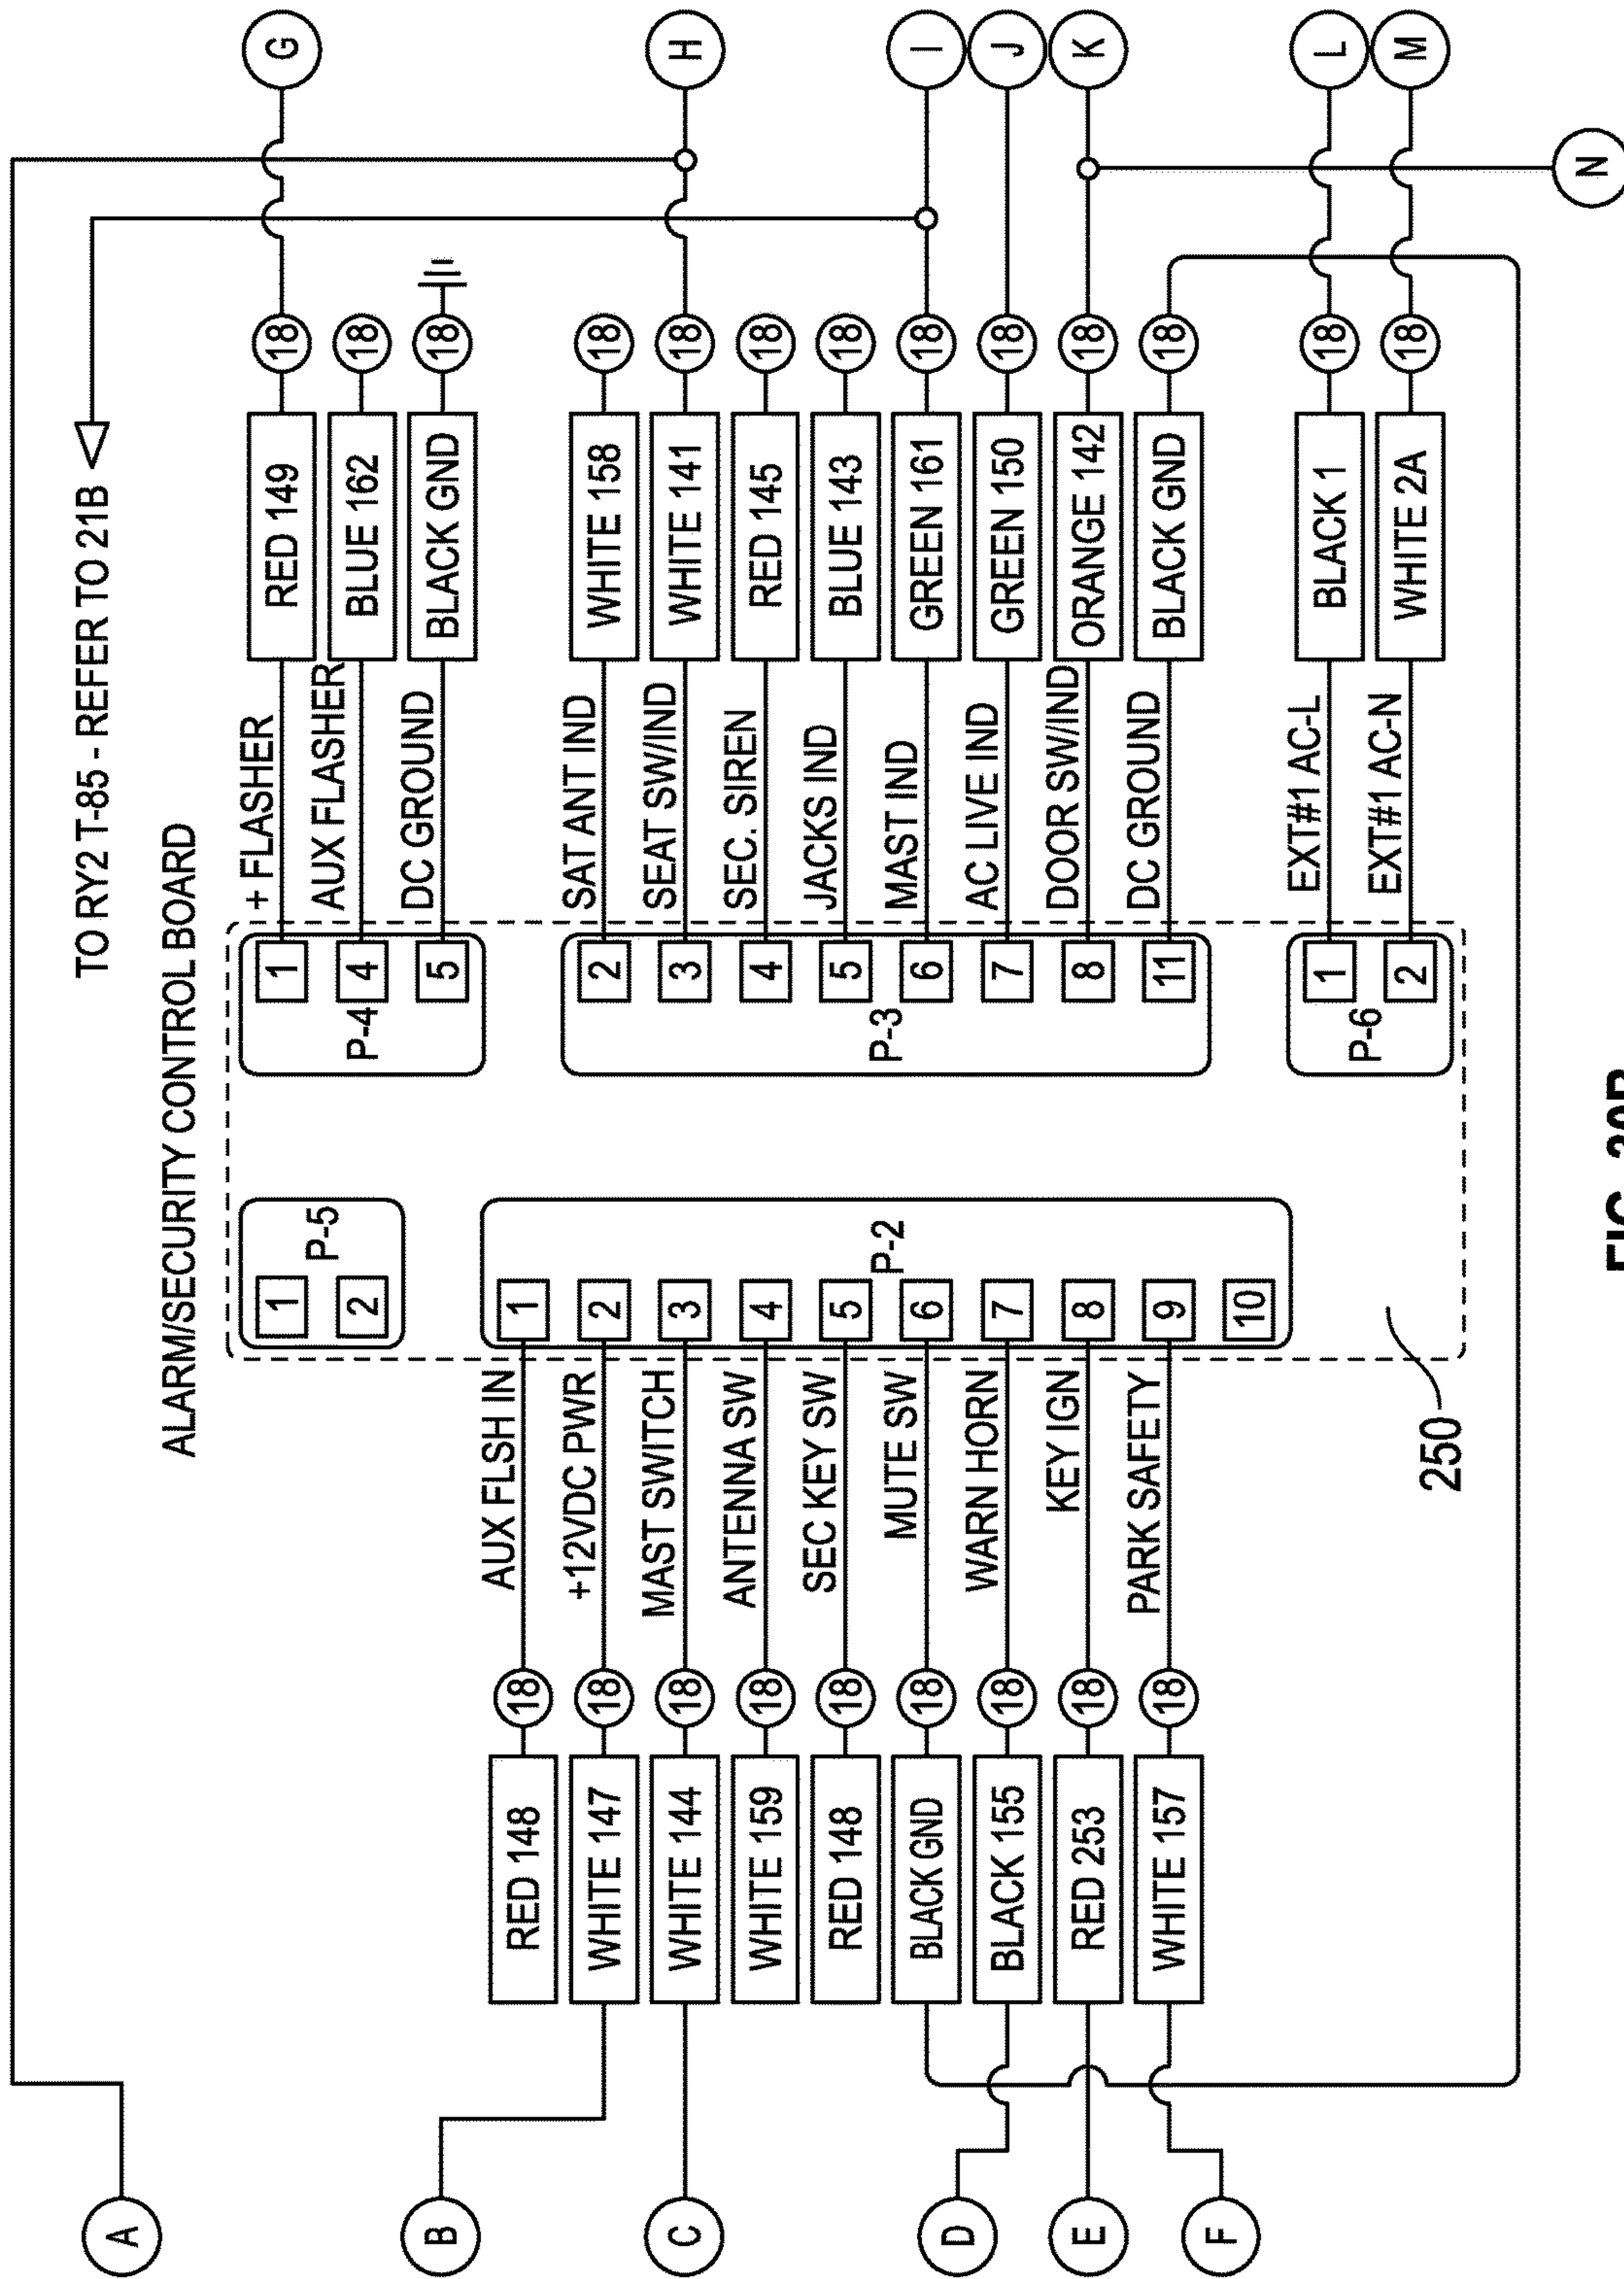 TO RY2 T-85 - REFER TO 21B
ALARM/SECURITY CONTROL BOARD
A
B
C
D
E
F
RED 148 18 AUX FLSH IN 1
WHITE 147 18 +12VDC PWR 2
WHITE 144 18 MAST SWITCH 3
WHITE 159 18 ANTENNA SW 4
RED 148 18 SEC KEY SW 5
BLACK GND 18 MUTE SW 6
BLACK 155 18 WARN HORN 7
RED 253 18 KEY IGN 8
WHITE 157 18 PARK SAFETY 9
10
P-2
1
2
P-5
P-4
1 + FLASHER RED 149 18
4 AUX FLASHER BLUE 162 18
5 DC GROUND BLACK GND 18
P-3
2 SAT ANT IND WHITE 158 18
3 SEAT SW/IND WHITE 141 18
4 SEC. SIREN RED 145 18
5 JACKS IND BLUE 143 18
6 MAST IND GREEN 161 18
7 AC LIVE IND GREEN 150 18
8 DOOR SW/IND ORANGE 142 18
11 DC GROUND BLACK GND 18
P-6
1 EXT#1 AC-L BLACK 1 18
2 EXT#1 AC-N WHITE 2A 18
G
H
I
J
K
L
M
N
250
FIG.